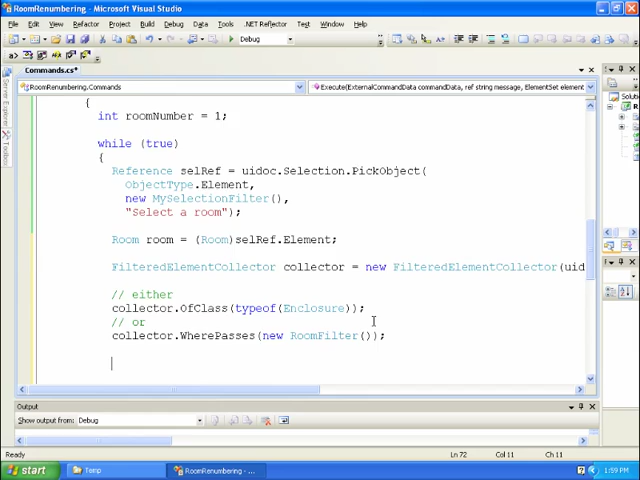 RoomRenumbering - Microsoft Visual Studio
File Edit View Refactor Project Build Debug Data Tools .NET Reflector Test Window Help
Debug
Commands.cs*
RoomRenumbering.Commands
Execute(ExternalCommandData commandData, ref string message, ElementSet element
{
int roomNumber = 1;
while (true)
{
Reference selRef = uidoc.Selection.PickObject(
ObjectType.Element,
new MySelectionFilter(),
"Select a room");
Room room = (Room)selRef.Element;
FilteredElementCollector collector = new FilteredElementCollector(uid
// either
collector.OfClass(typeof(Enclosure));
// or
collector.WherePasses(new RoomFilter());
Server Explorer
Toolbox
Solu
Output
Show output from: Debug
Ready
Ln 72
Col 11
Ch 11
start
Temp
RoomRenumbering - ...
1:59 PM